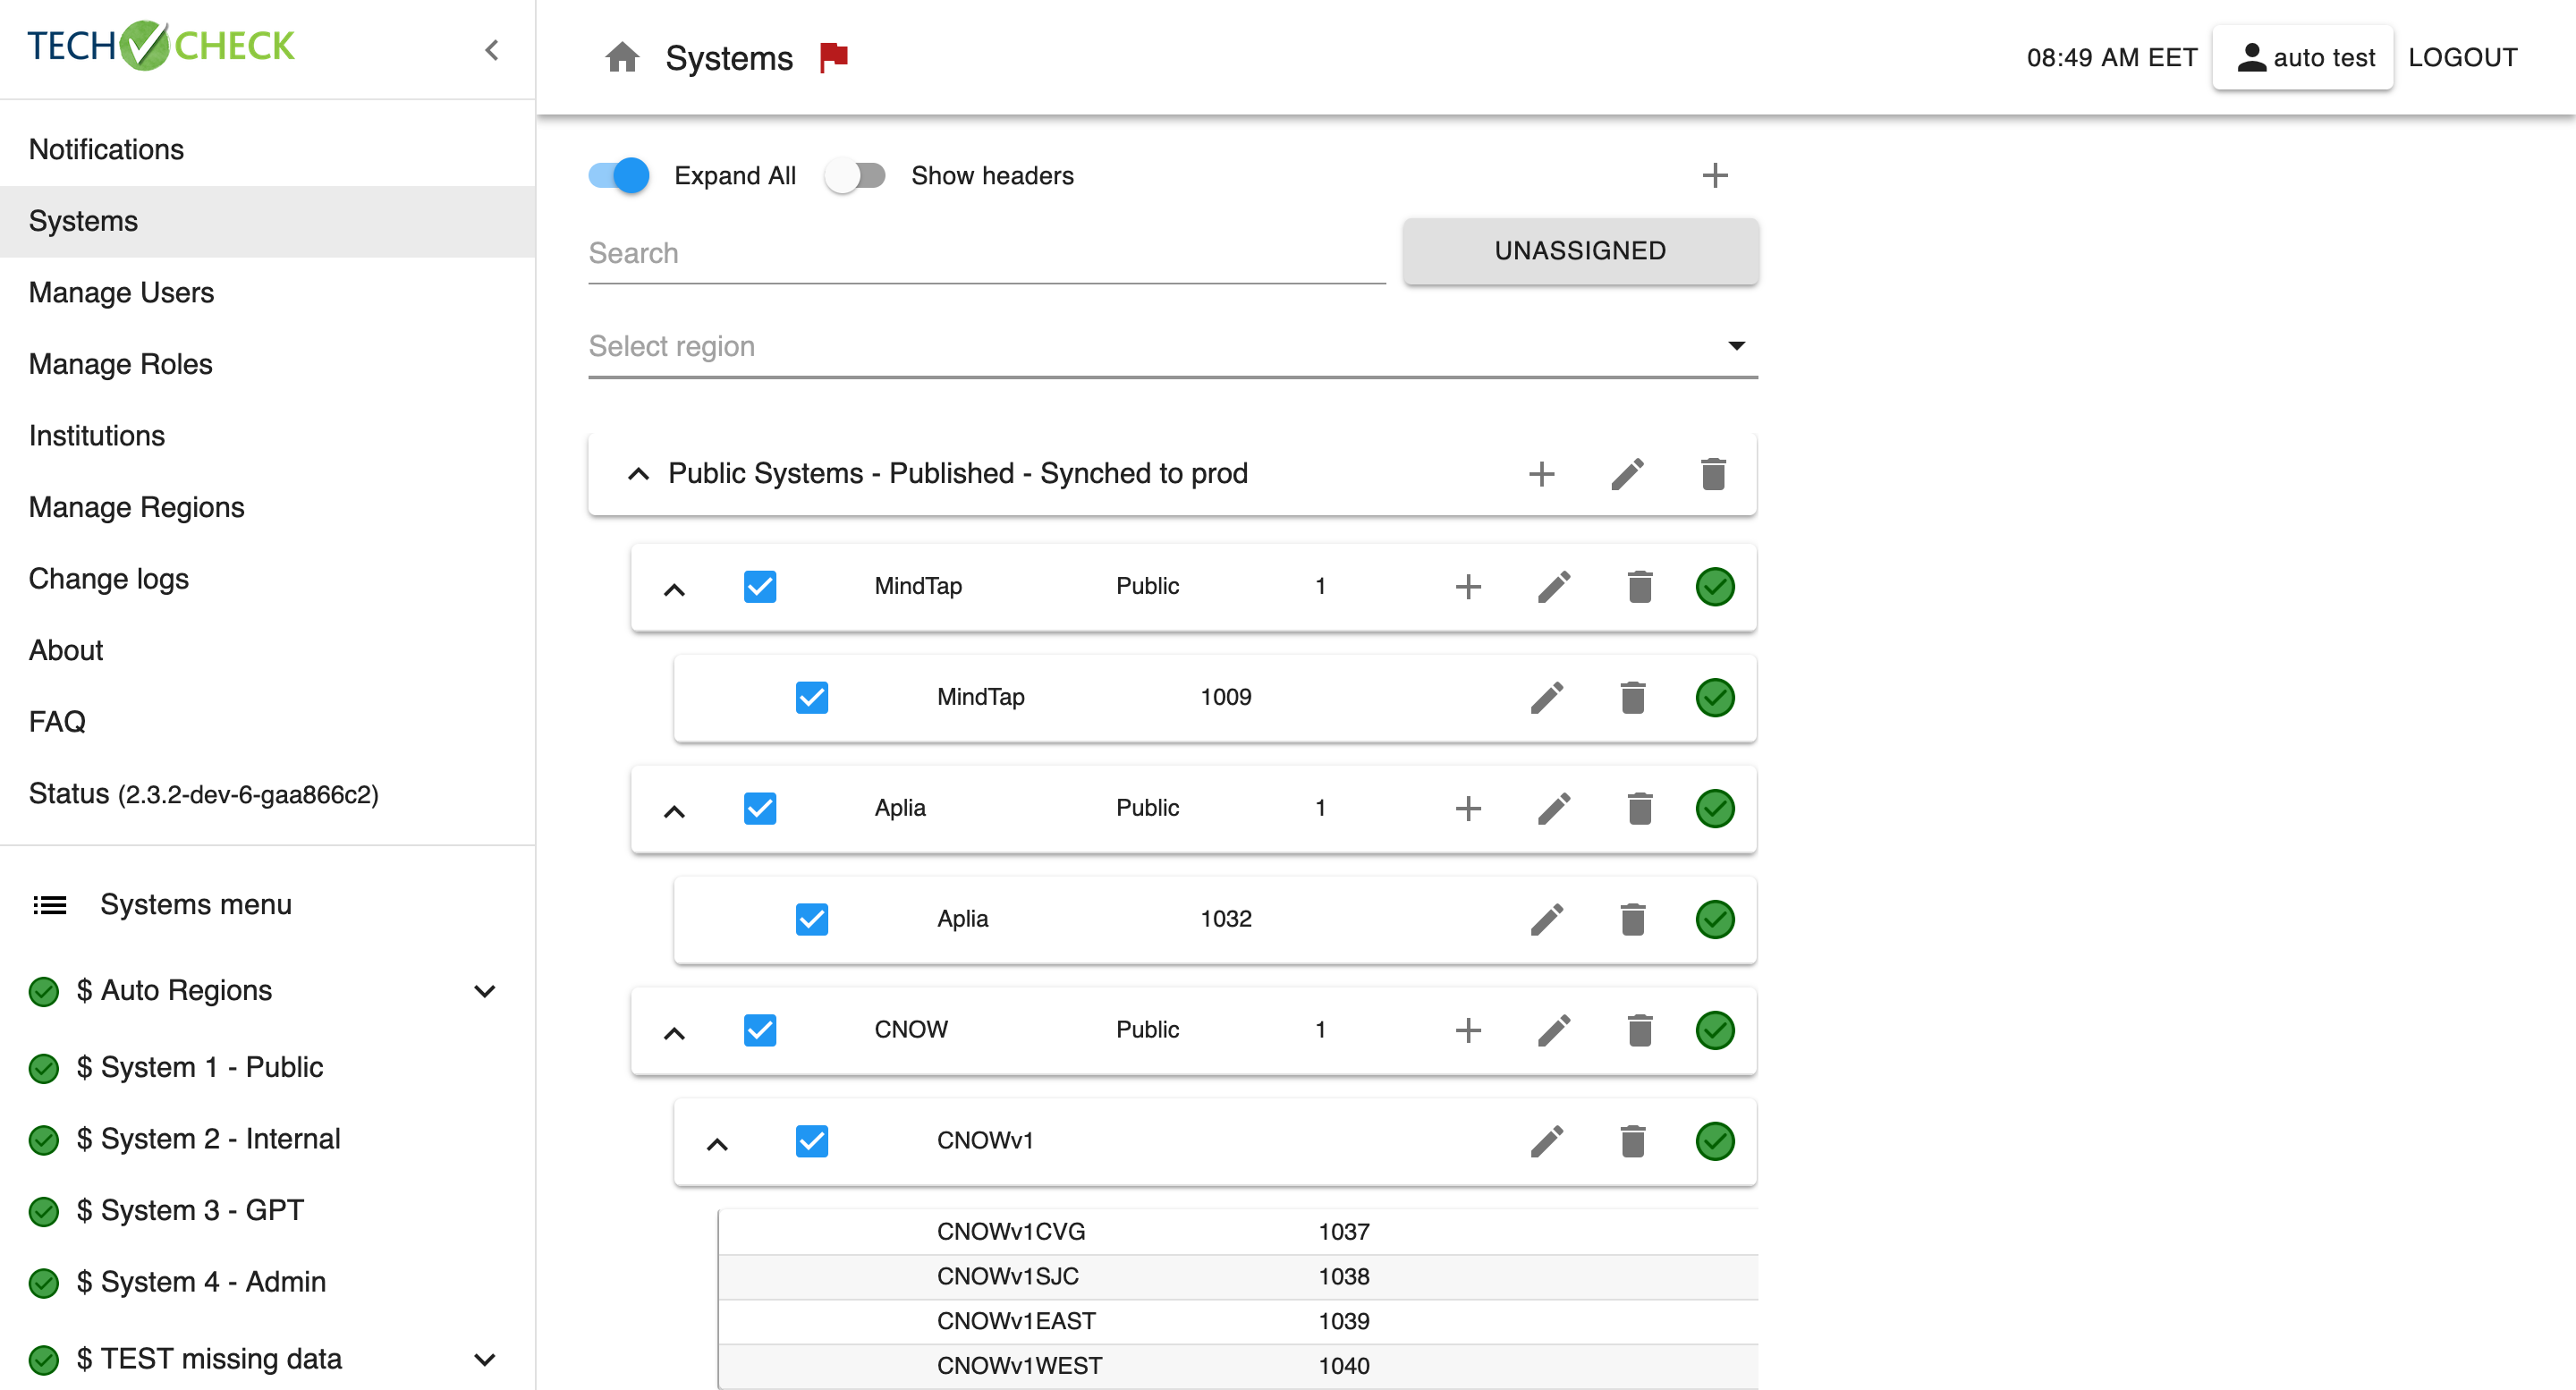 TECH CHECK
Systems
08:49 AM EET
auto test
LOGOUT
Notifications
Systems
Manage Users
Manage Roles
Institutions
Manage Regions
Change logs
About
FAQ
Status (2.3.2-dev-6-gaa866c2)
Systems menu
$ Auto Regions
$ System 1 - Public
$ System 2 - Internal
$ System 3 - GPT
$ System 4 - Admin
$ TEST missing data
Expand All
Show headers
Search
UNASSIGNED
Select region
Public Systems - Published - Synched to prod
MindTap Public 1
MindTap 1009
Aplia Public 1
Aplia 1032
CNOW Public 1
CNOWv1
CNOWv1CVG 1037
CNOWv1SJC 1038
CNOWv1EAST 1039
CNOWv1WEST 1040